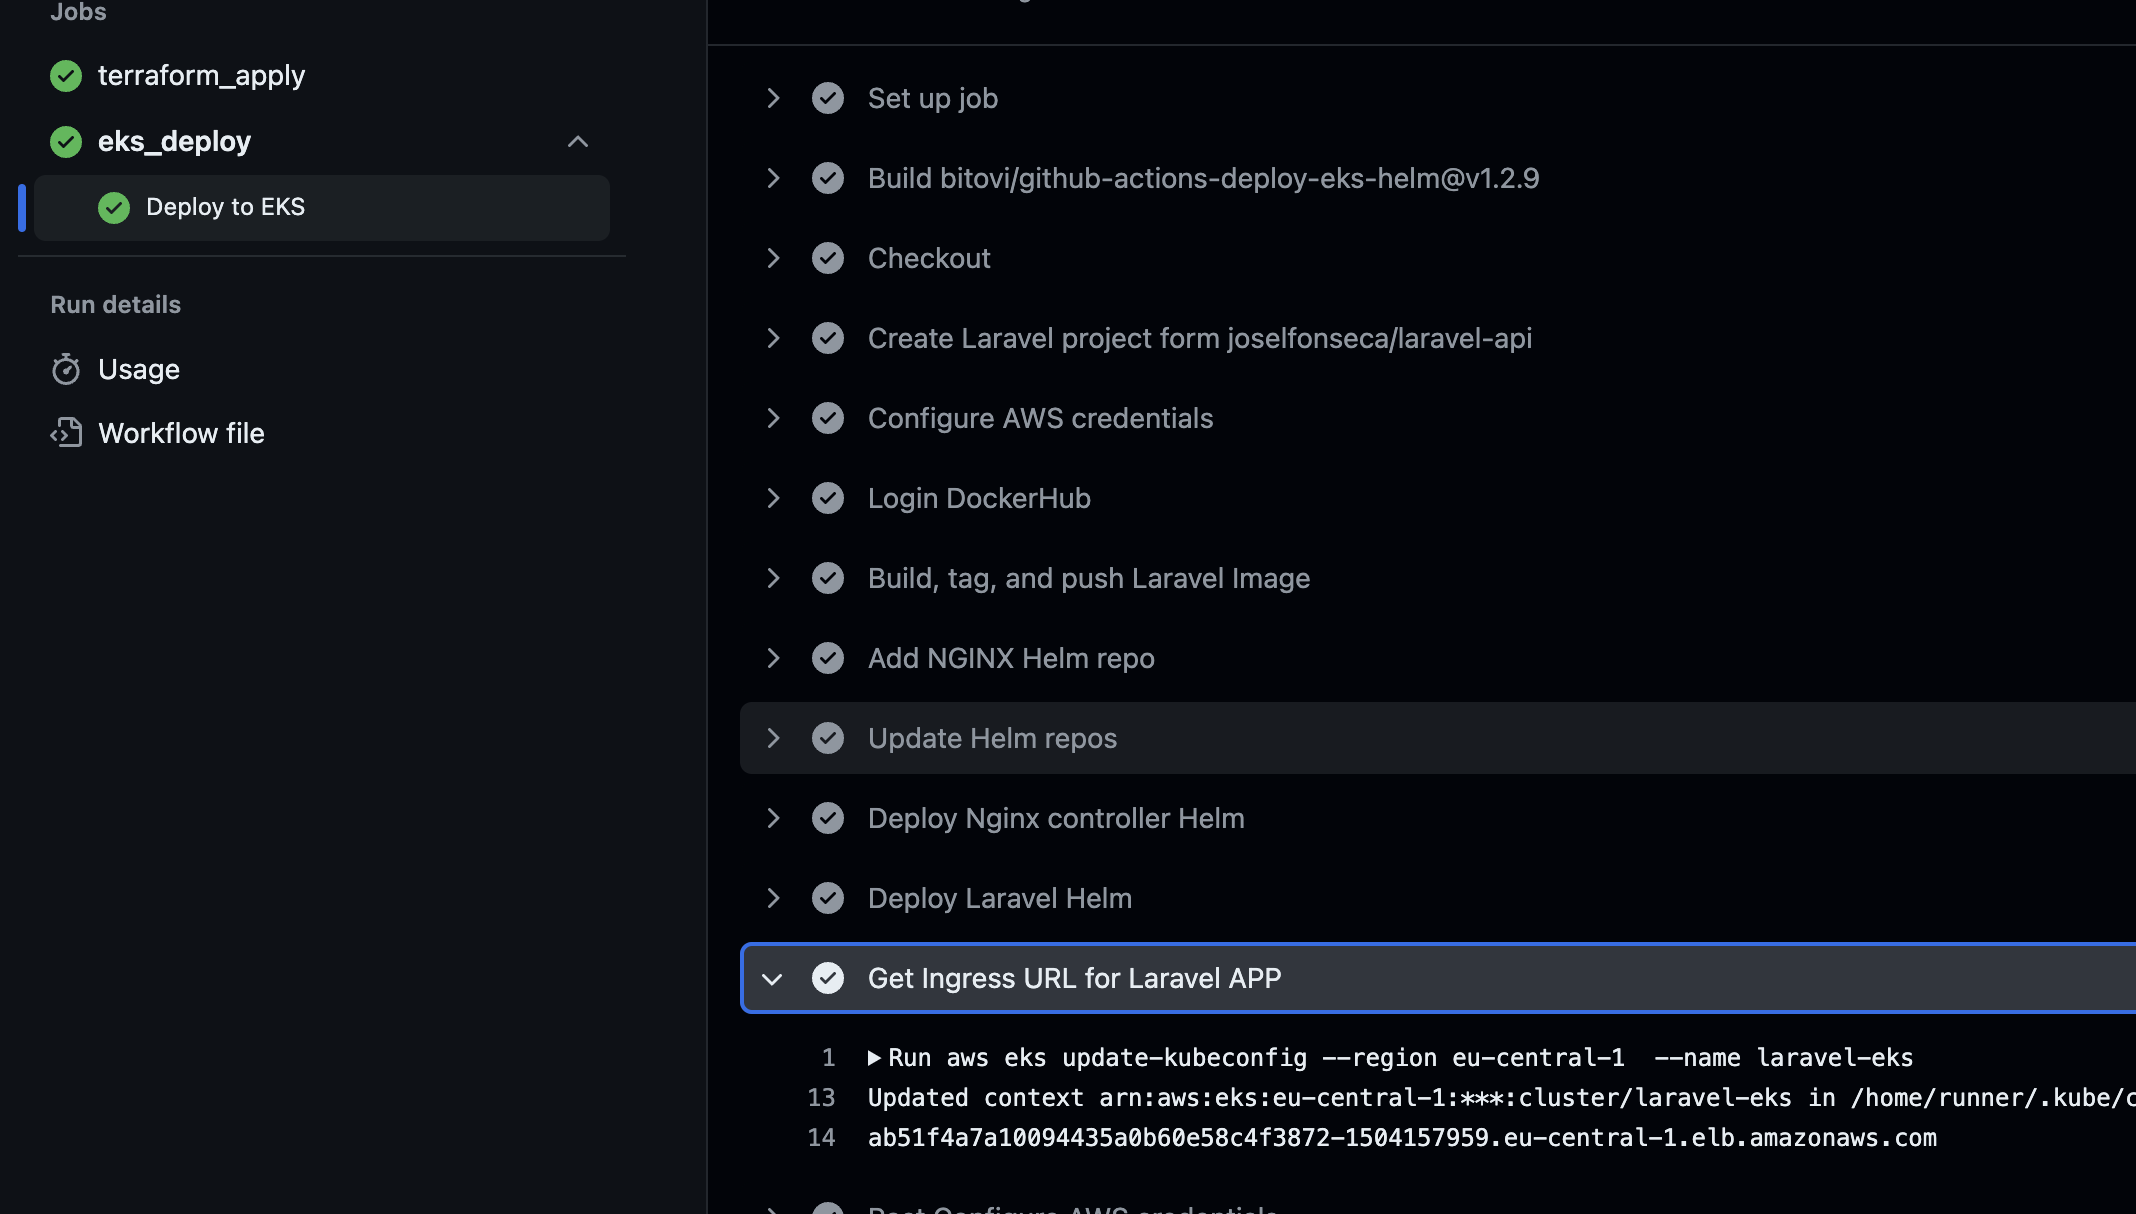 Jobs
terraform_apply
eks_deploy
Deploy to EKS
Run details
Usage
Workflow file
Set up job
Build bitovi/github-actions-deploy-eks-helm@v1.2.9
Checkout
Create Laravel project form joselfonseca/laravel-api
Configure AWS credentials
Login DockerHub
Build, tag, and push Laravel Image
Add NGINX Helm repo
Update Helm repos
Deploy Nginx controller Helm
Deploy Laravel Helm
Get Ingress URL for Laravel APP
1 Run aws eks update-kubeconfig --region eu-central-1  --name laravel-eks
13 Updated context arn:aws:eks:eu-central-1:***:cluster/laravel-eks in /home/runner/.kube/c
14 ab51f4a7a10094435a0b60e58c4f3872-1504157959.eu-central-1.elb.amazonaws.com
Post Configure AWS credentials